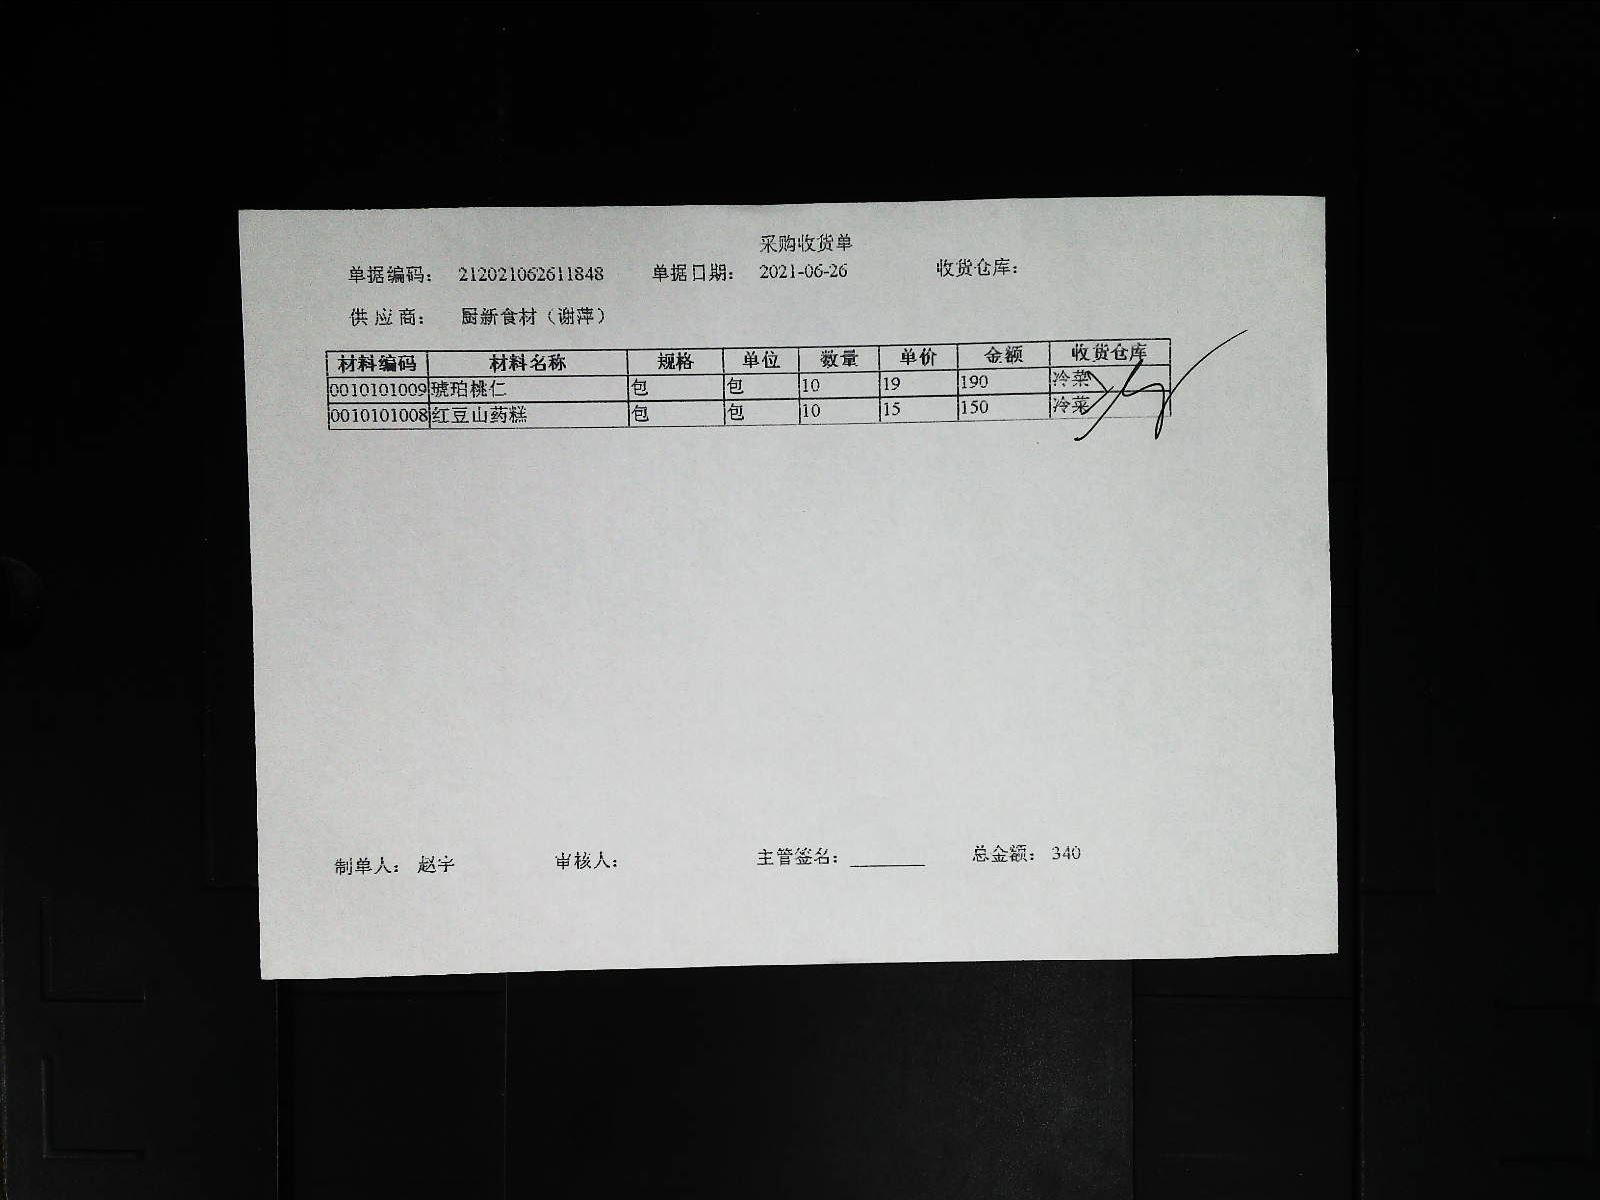 采购收货单
单据编码： 212021062611848 单据日期： 2021-06-26 收货仓库：
供应商： 厨新食材（谢萍）
材料编码 材料名称 规格 单位 数量 单价 金额 收货仓库
0010101009 琥珀桃仁 包 包 10 19 190 冷菜
0010101008 红豆山药糕 包 包 10 15 150 冷菜
制单人： 赵宇 审核人： 主管签名： 总金额： 340